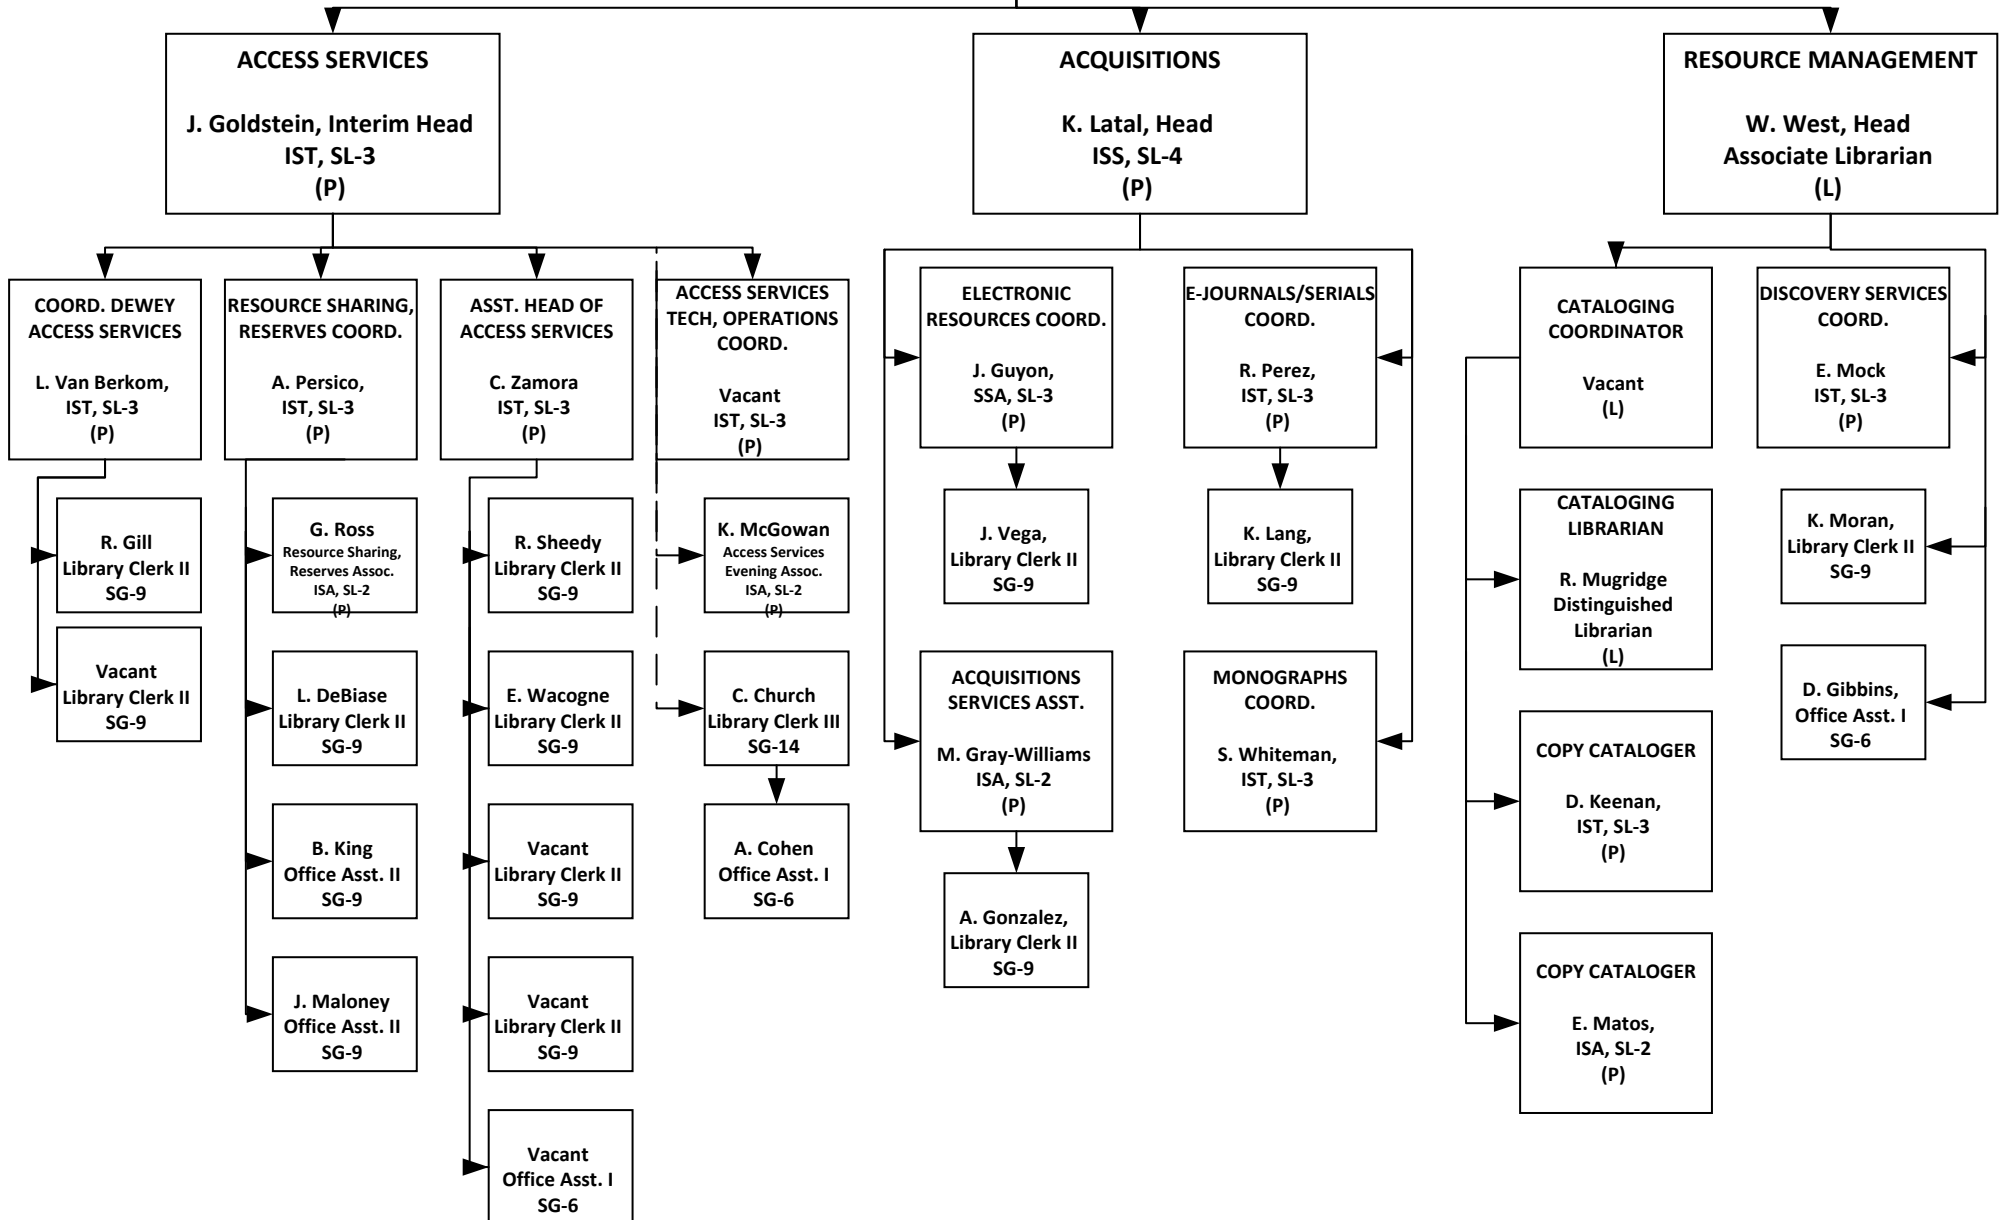 ACCESS SERVICES
J. Goldstein, Interim Head
IST, SL-3
(P)
ACQUISITIONS
K. Latal, Head
ISS, SL-4
(P)
RESOURCE MANAGEMENT
W. West, Head
Associate Librarian
(L)
COORD. DEWEY
ACCESS SERVICES
L. Van Berkom,
IST, SL-3
(P)
RESOURCE SHARING,
RESERVES COORD.
A. Persico,
IST, SL-3
(P)
ASST. HEAD OF
ACCESS SERVICES
C. Zamora
IST, SL-3
(P)
ACCESS SERVICES
TECH, OPERATIONS
COORD.
Vacant
IST, SL-3
(P)
ELECTRONIC
RESOURCES COORD.
J. Guyon,
SSA, SL-3
(P)
E-JOURNALS/SERIALS
COORD.
R. Perez,
IST, SL-3
(P)
CATALOGING
COORDINATOR
Vacant
(L)
DISCOVERY SERVICES
COORD.
E. Mock
IST, SL-3
(P)
R. Gill
Library Clerk II
SG-9
G. Ross
Resource Sharing,
Reserves Assoc.
ISA, SL-2
(P)
R. Sheedy
Library Clerk II
SG-9
K. McGowan
Access Services
Evening Assoc.
ISA, SL-2
(P)
J. Vega,
Library Clerk II
SG-9
K. Lang,
Library Clerk II
SG-9
CATALOGING
LIBRARIAN
R. Mugridge
Distinguished
Librarian
(L)
K. Moran,
Library Clerk II
SG-9
Vacant
Library Clerk II
SG-9
L. DeBiase
Library Clerk II
SG-9
E. Wacogne
Library Clerk II
SG-9
C. Church
Library Clerk III
SG-14
ACQUISITIONS
SERVICES ASST.
M. Gray-Williams
ISA, SL-2
(P)
MONOGRAPHS
COORD.
S. Whiteman,
IST, SL-3
(P)
D. Gibbins,
Office Asst. I
SG-6
COPY CATALOGER
D. Keenan,
IST, SL-3
(P)
B. King
Office Asst. II
SG-9
Vacant
Library Clerk II
SG-9
A. Cohen
Office Asst. I
SG-6
A. Gonzalez,
Library Clerk II
SG-9
COPY CATALOGER
E. Matos,
ISA, SL-2
(P)
J. Maloney
Office Asst. II
SG-9
Vacant
Library Clerk II
SG-9
Vacant
Office Asst. I
SG-6